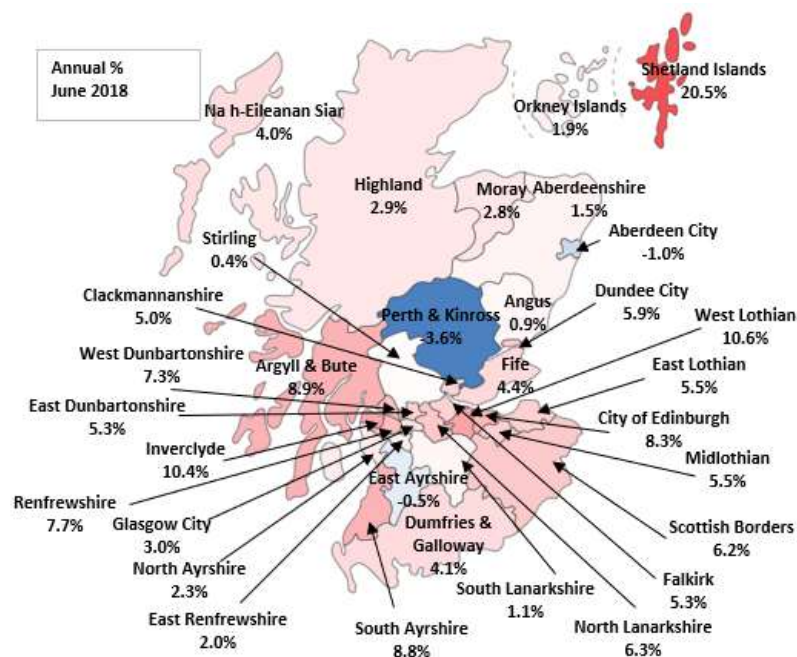 Annual %
June 2018
Shetland Islands
20.5%
Na h-Eileanan Siar
4.0%
Orkney Islands
1.9%
Highland
2.9%
Moray
2.8%
Aberdeenshire
1.5%
Aberdeen City
-1.0%
Stirling
0.4%
Clackmannanshire
5.0%
Perth & Kinross
-3.6%
Angus
0.9%
Dundee City
5.9%
West Lothian
10.6%
West Dunbartonshire
7.3%
Argyll & Bute
8.9%
Fife
4.4%
East Lothian
5.5%
East Dunbartonshire
5.3%
City of Edinburgh
8.3%
Inverclyde
10.4%
Midlothian
5.5%
East Ayrshire
-0.5%
Renfrewshire
7.7%
Glasgow City
3.0%
Dumfries &
Galloway
4.1%
Scottish Borders
6.2%
North Ayrshire
2.3%
South Lanarkshire
1.1%
Falkirk
5.3%
East Renfrewshire
2.0%
South Ayrshire
8.8%
North Lanarkshire
6.3%